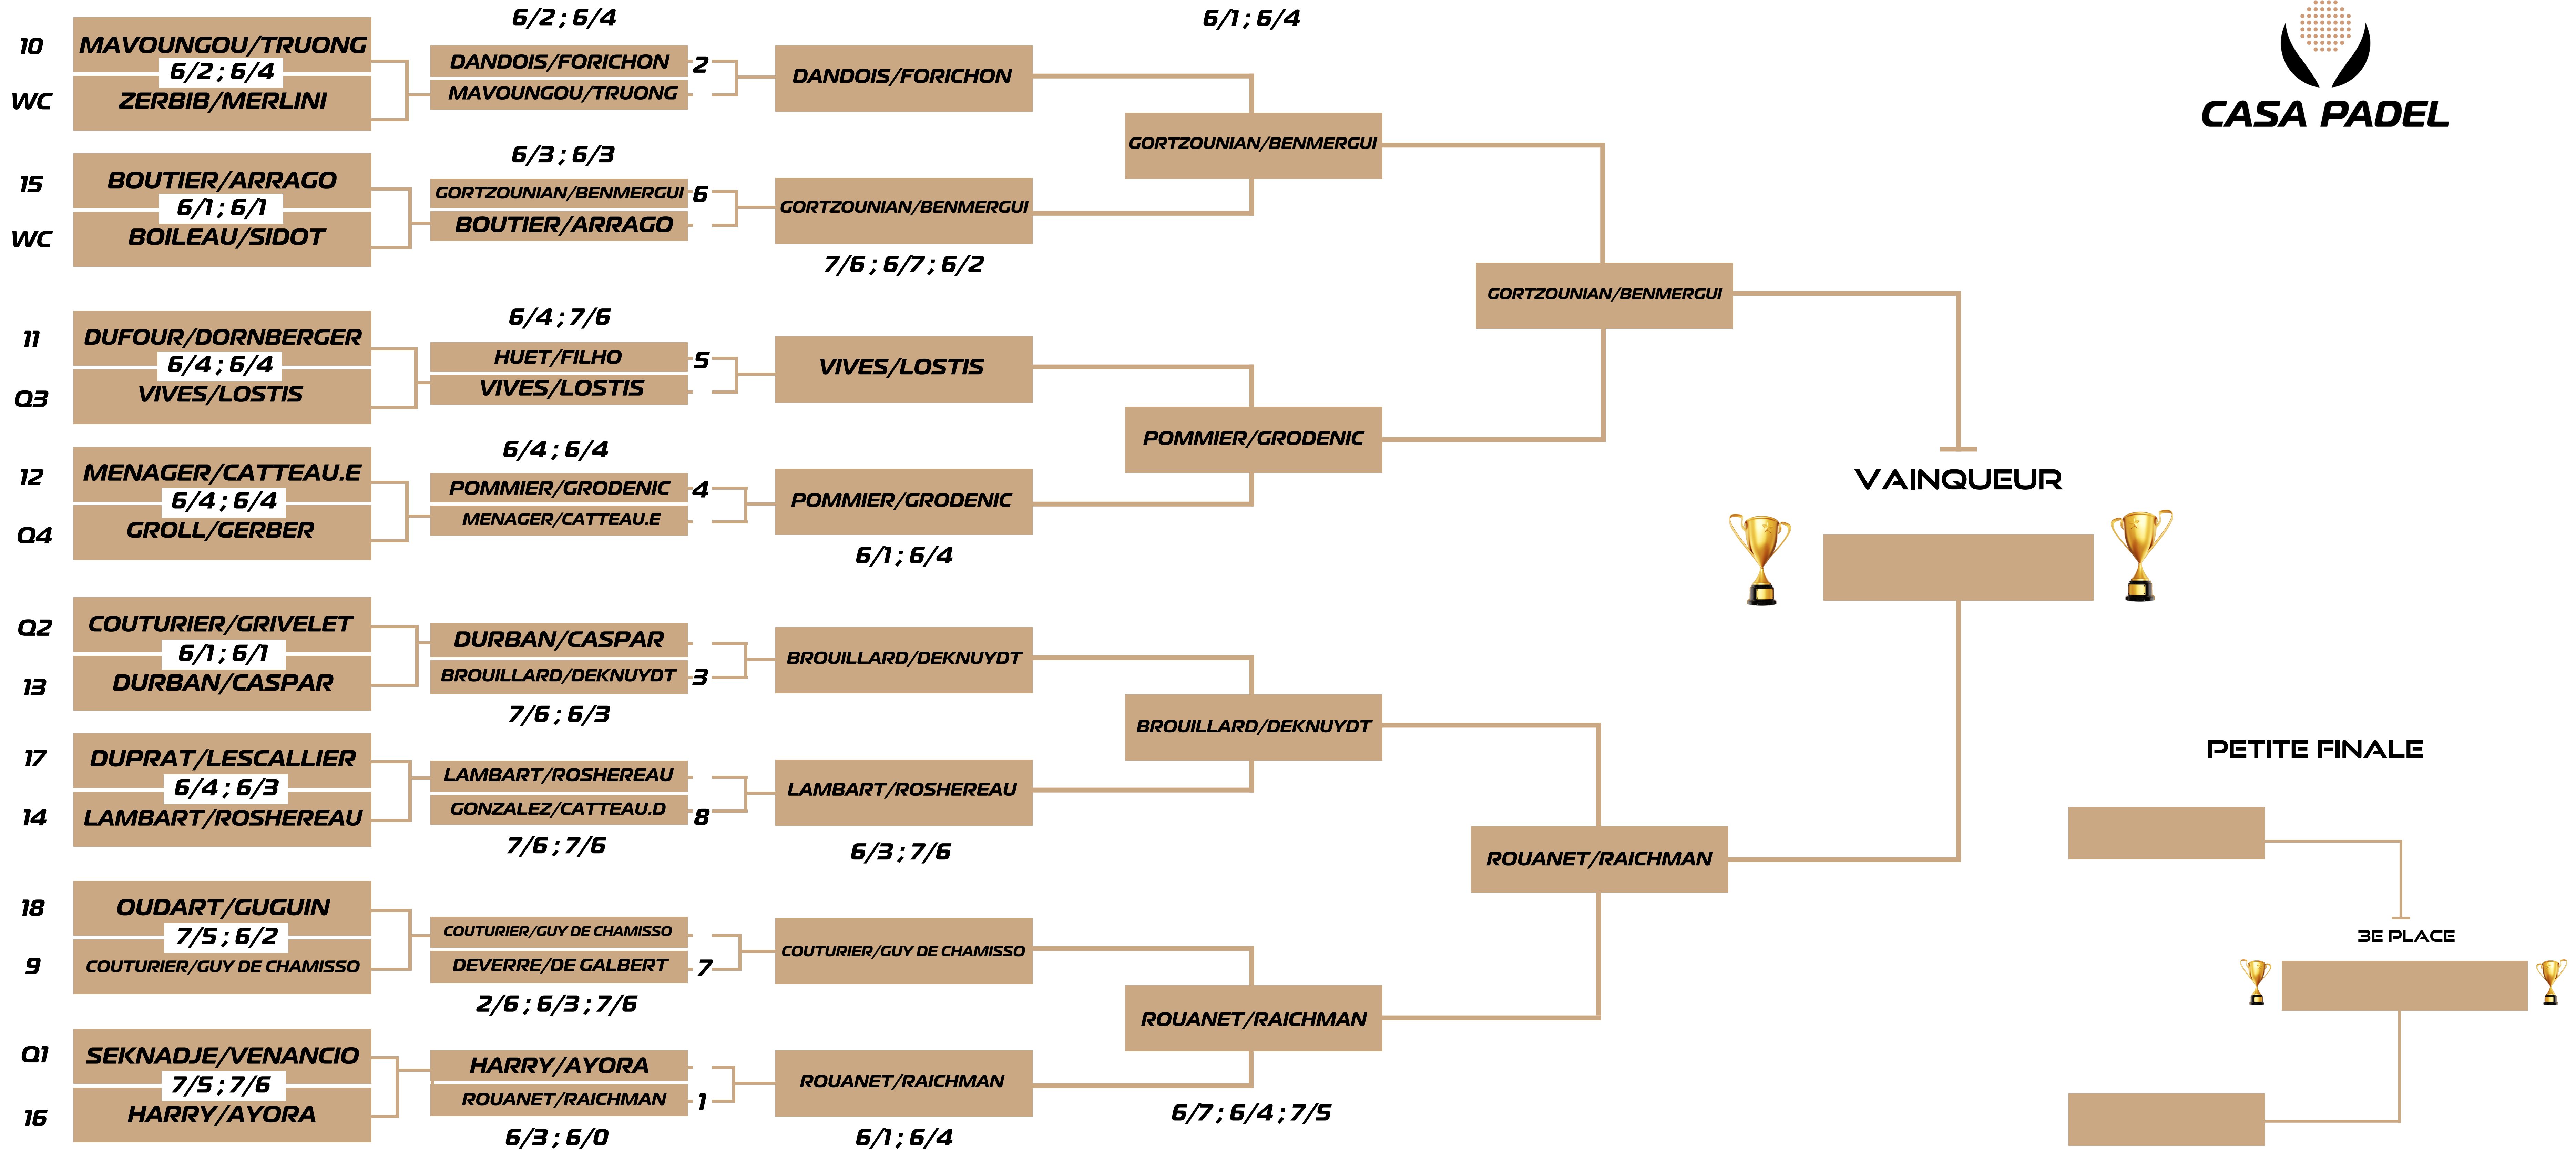 10
MAVOUNGOU/TRUONG
6/2 ; 6/4
WC
ZERBIB/MERLINI
15
BOUTIER/ARRAGO
6/1 ; 6/1
WC
BOILEAU/SIDOT
11
DUFOUR/DORNBERGER
6/4 ; 6/4
Q3
VIVES/LOSTIS
12
MENAGER/CATTEAU.E
6/4 ; 6/4
Q4
GROLL/GERBER
Q2
COUTURIER/GRIVELET
6/1 ; 6/1
13
DURBAN/CASPAR
17
DUPRAT/LESCALLIER
6/4 ; 6/3
14
LAMBART/ROSHEREAU
18
OUDART/GUGUIN
7/5 ; 6/2
9
COUTURIER/GUY DE CHAMISSO
Q1
SEKNADJE/VENANCIO
7/5 ; 7/6
16
HARRY/AYORA
6/2 ; 6/4
DANDOIS/FORICHON 2
MAVOUNGOU/TRUONG
6/3 ; 6/3
GORTZOUNIAN/BENMERGUI 6
BOUTIER/ARRAGO
6/4 ; 7/6
HUET/FILHO 5
VIVES/LOSTIS
6/4 ; 6/4
POMMIER/GRODENIC 4
MENAGER/CATTEAU.E
DURBAN/CASPAR
BROUILLARD/DEKNUYDT 3
7/6 ; 6/3
LAMBART/ROSHEREAU
GONZALEZ/CATTEAU.D 8
7/6 ; 7/6
COUTURIER/GUY DE CHAMISSO
DEVERRE/DE GALBERT 7
2/6 ; 6/3 ; 7/6
HARRY/AYORA
ROUANET/RAICHMAN 1
6/3 ; 6/0
DANDOIS/FORICHON
GORTZOUNIAN/BENMERGUI
7/6 ; 6/7 ; 6/2
VIVES/LOSTIS
POMMIER/GRODENIC
6/1 ; 6/4
BROUILLARD/DEKNUYDT
LAMBART/ROSHEREAU
6/3 ; 7/6
COUTURIER/GUY DE CHAMISSO
ROUANET/RAICHMAN
6/1 ; 6/4
6/1 ; 6/4
GORTZOUNIAN/BENMERGUI
POMMIER/GRODENIC
BROUILLARD/DEKNUYDT
ROUANET/RAICHMAN
6/7 ; 6/4 ; 7/5
GORTZOUNIAN/BENMERGUI
ROUANET/RAICHMAN
VAINQUEUR
CASA PADEL
PETITE FINALE
3E PLACE